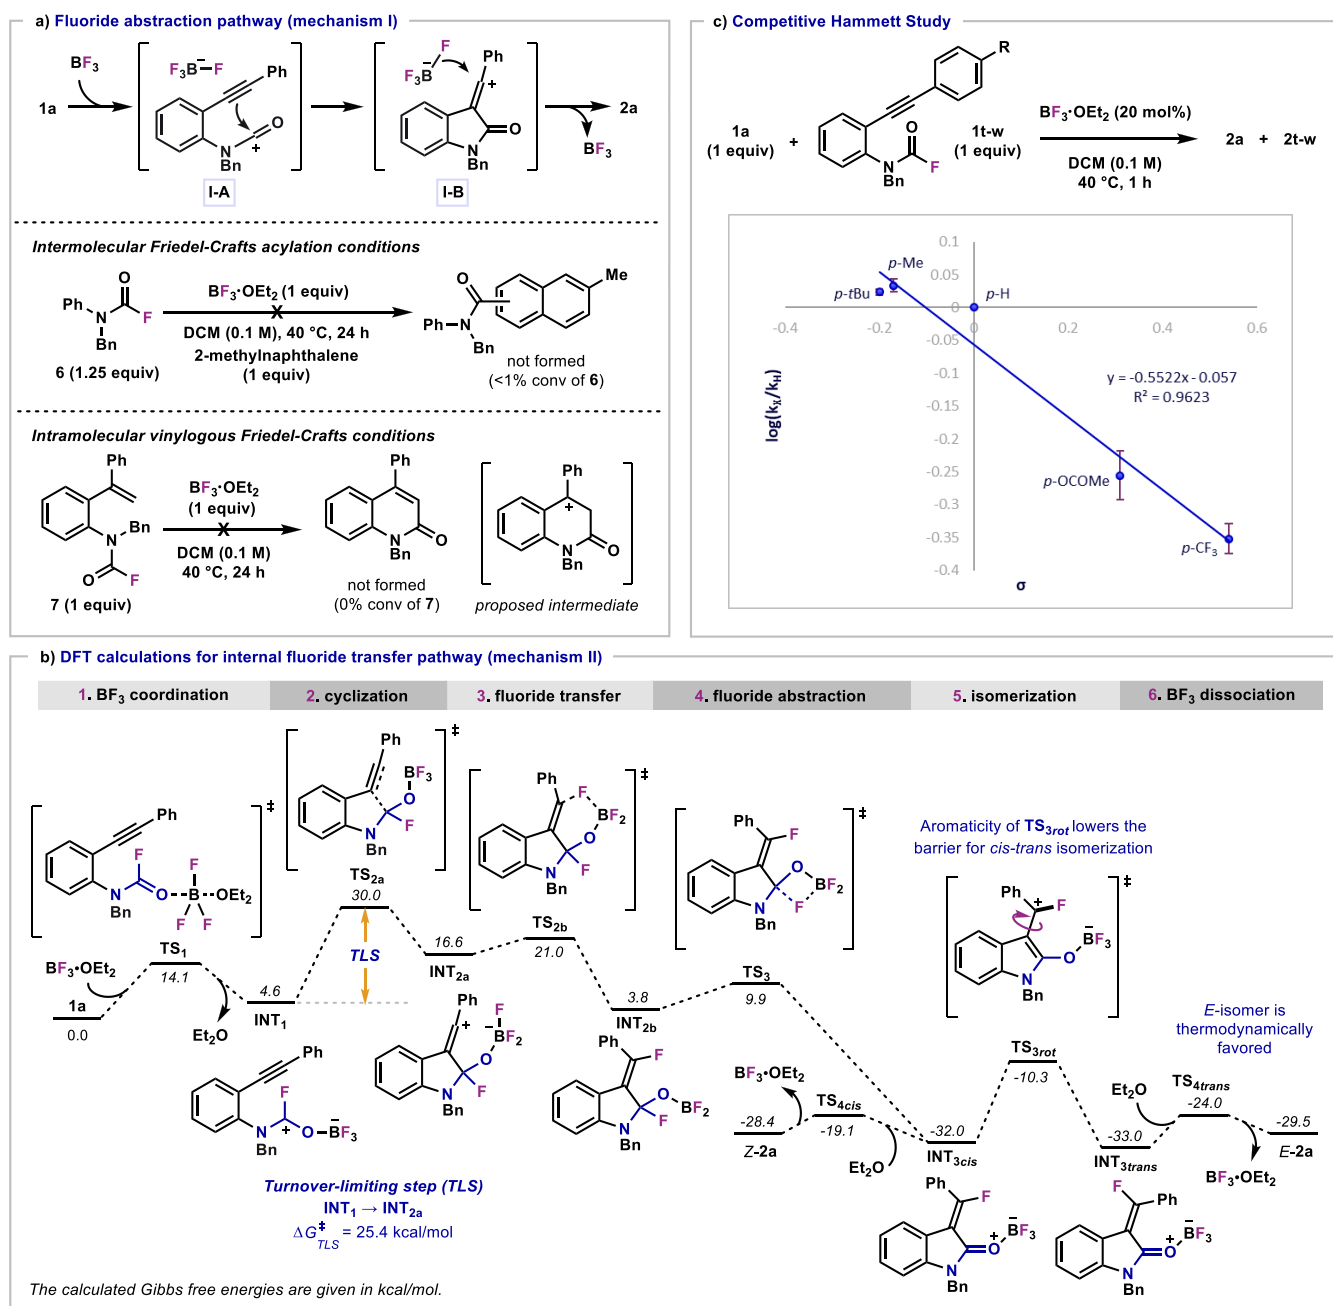 a) Fluoride abstraction pathway (mechanism I)
1a
BF3
F3B–F
Ph
O
+
N
Bn
I-A
F
F3B
–
Ph
+
O
N
Bn
I-B
2a
BF3
Intermolecular Friedel-Crafts acylation conditions
O
Ph
N
F
Bn
6 (1.25 equiv)
BF3•OEt2 (1 equiv)
X
DCM (0.1 M), 40 °C, 24 h
2-methylnaphthalene
(1 equiv)
O
Me
Ph
N
Bn
not formed
(<1% conv of 6)
Intramolecular vinylogous Friedel-Crafts conditions
Ph
Bn
N
O
F
7 (1 equiv)
BF3•OEt2
(1 equiv)
X
DCM (0.1 M)
40 °C, 24 h
Ph
N
O
Bn
not formed
(0% conv of 7)
Ph
+
N
O
Bn
proposed intermediate
c) Competitive Hammett Study
1a
(1 equiv)
+
R
O
N
F
Bn
1t-w
(1 equiv)
BF3•OEt2 (20 mol%)
DCM (0.1 M)
40 °C, 1 h
2a + 2t-w
0.1
0.05
0
-0.05
-0.1
-0.15
-0.2
-0.25
-0.3
-0.35
-0.4
-0.4
-0.2
0.2
0.4
0.6
p-Me
p-tBu
p-H
y = -0.5522x - 0.057
R² = 0.9623
p-OCOMe
p-CF3
log(kX/kH)
σ
b) DFT calculations for internal fluoride transfer pathway (mechanism II)
1. BF3 coordination
2. cyclization
3. fluoride transfer
4. fluoride abstraction
5. isomerization
6. BF3 dissociation
Ph
F
F
N
O
B
OEt2
Bn
F
F
‡
TS1
14.1
BF3•OEt2
1a
0.0
Et2O
4.6
INT1
Ph
F
N
+
O
–
BF3
Bn
Ph
BF3
O
F
N
Bn
‡
TS2a
30.0
TLS
16.6
INT2a
Ph
+
F
–
BF2
O
F
N
Bn
Turnover-limiting step (TLS)
INT1 → INT2a
ΔG‡TLS = 25.4 kcal/mol
Ph
F
BF2
O
F
N
Bn
‡
TS2b
21.0
3.8
INT2b
Ph
F
O
BF2
F
N
Bn
Ph
F
O
BF2
N
F
Bn
‡
TS3
9.9
BF3•OEt2
-28.4
Z-2a
TS4cis
-19.1
Et2O
-32.0
INT3cis
Ph
F
–
BF3
+
O
N
Bn
Aromaticity of TS3rot lowers the
barrier for cis-trans isomerization
Ph
+
F
–
BF3
O
N
Bn
‡
TS3rot
-10.3
-33.0
INT3trans
F
Ph
–
BF3
+
O
N
Bn
E-isomer is
thermodynamically
favored
Et2O
TS4trans
-24.0
BF3•OEt2
-29.5
E-2a
The calculated Gibbs free energies are given in kcal/mol.